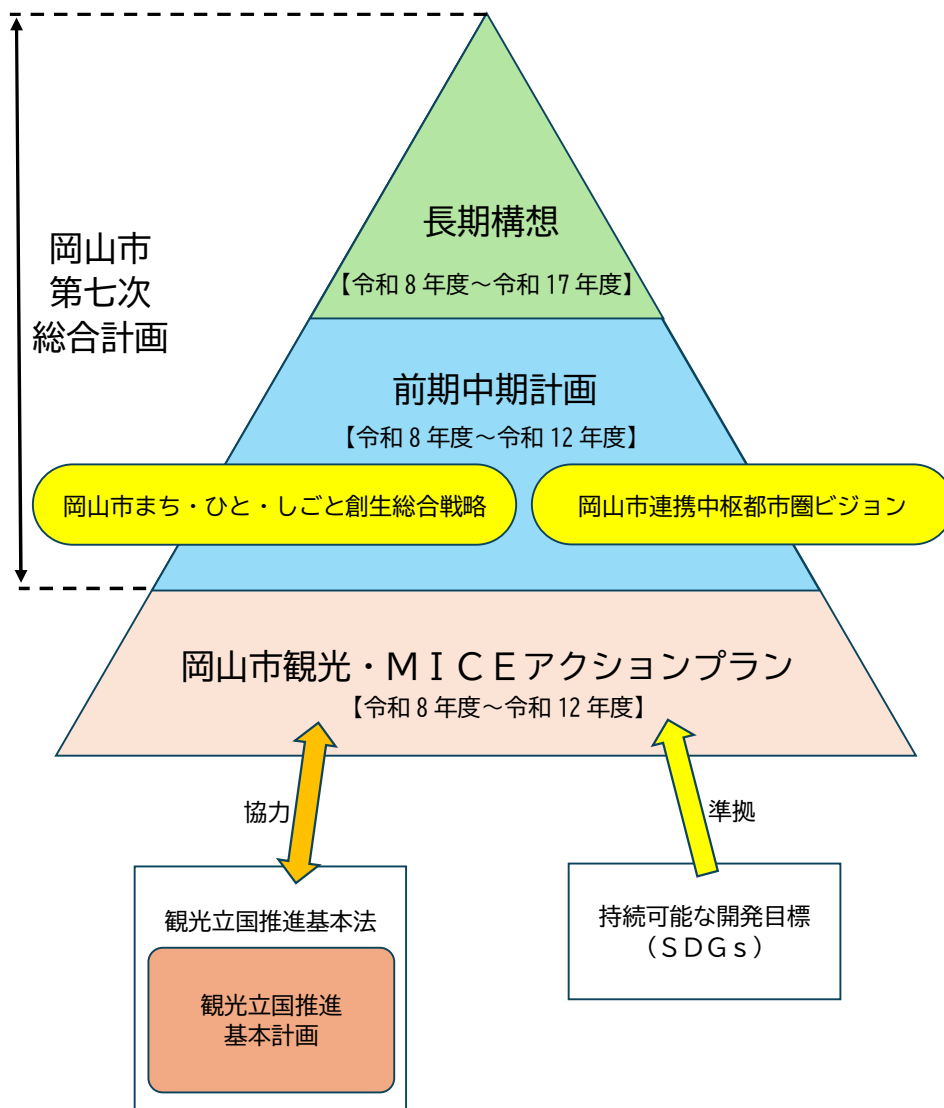 長期構想
【令和8年度~令和17年度】
岡山市
第七次
総合計画
前期中期計画
【令和8年度~令和12年度】
岡山市まち・ひと・しごと創生総合戦略
岡山市連携中枢都市圏ビジョン
岡山市観光・MICEアクションプラン
【令和8年度~令和12年度】
協力
準拠
観光立国推進基本法
観光立国推進
基本計画
持続可能な開発目標
(SDGs)